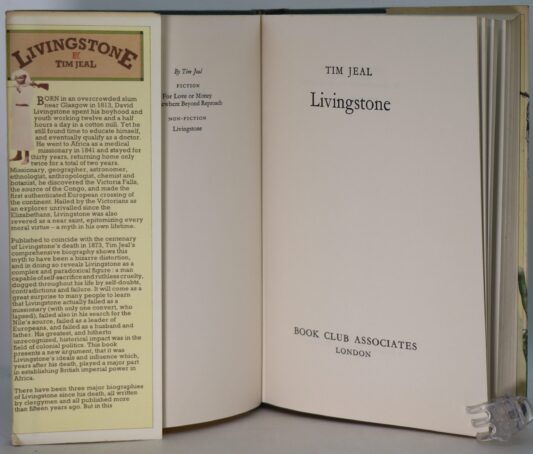 LIVINGSTONE
BY
TIM JEAL
BORN in an overcrowded slum
near Glasgow in 1813, David
Livingstone spent his boyhood and
youth working twelve and a half
hours a day in a cotton mill. Yet he
still found time to educate himself,
and eventually qualify as a doctor.
He went to Africa as a medical
missionary in 1841 and stayed for
thirty years, returning home only
twice for a total of two years.
Missionary, geographer, astronomer,
ethnologist, anthropologist, chemist and
botanist, he discovered the Victoria Falls,
the source of the Congo, and made the
first authenticated European crossing of
the continent. Hailed by the Victorians as
an explorer unrivalled since the
Elizabethans, Livingstone was also
revered as a near saint, epitomizing every
moral virtue – a myth in his own lifetime.
Published to coincide with the centenary
of Livingstone's death in 1873, Tim Jeal's
comprehensive biography shows this
myth to have been a bizarre distortion,
and in doing so reveals Livingstone as a
complex and paradoxical figure: a man
capable of self-sacrifice and ruthless cruelty,
dogged throughout his life by self-doubts,
contradictions and failure. It will come as a
great surprise to many people to learn
that Livingstone actually failed as a
missionary (with only one convert, who
lapsed), failed also in his search for the
Nile's source, failed as a leader of
Europeans, and failed as a husband and
father. His greatest, and hitherto
unrecognized, historical impact was in the
field of colonial politics. This book
presents a new argument, that it was
Livingstone's ideals and influence which,
years after his death, played a major part
in establishing British imperial power in
Africa.
There have been three major biographies
of Livingstone since his death, all written
by clergymen and all published more
than fifteen years ago. But in this
By Tim Jeal
FICTION
For Love or Money
where Beyond Reproach
NON-FICTION
Livingstone
TIM JEAL
Livingstone
BOOK CLUB ASSOCIATES
LONDON